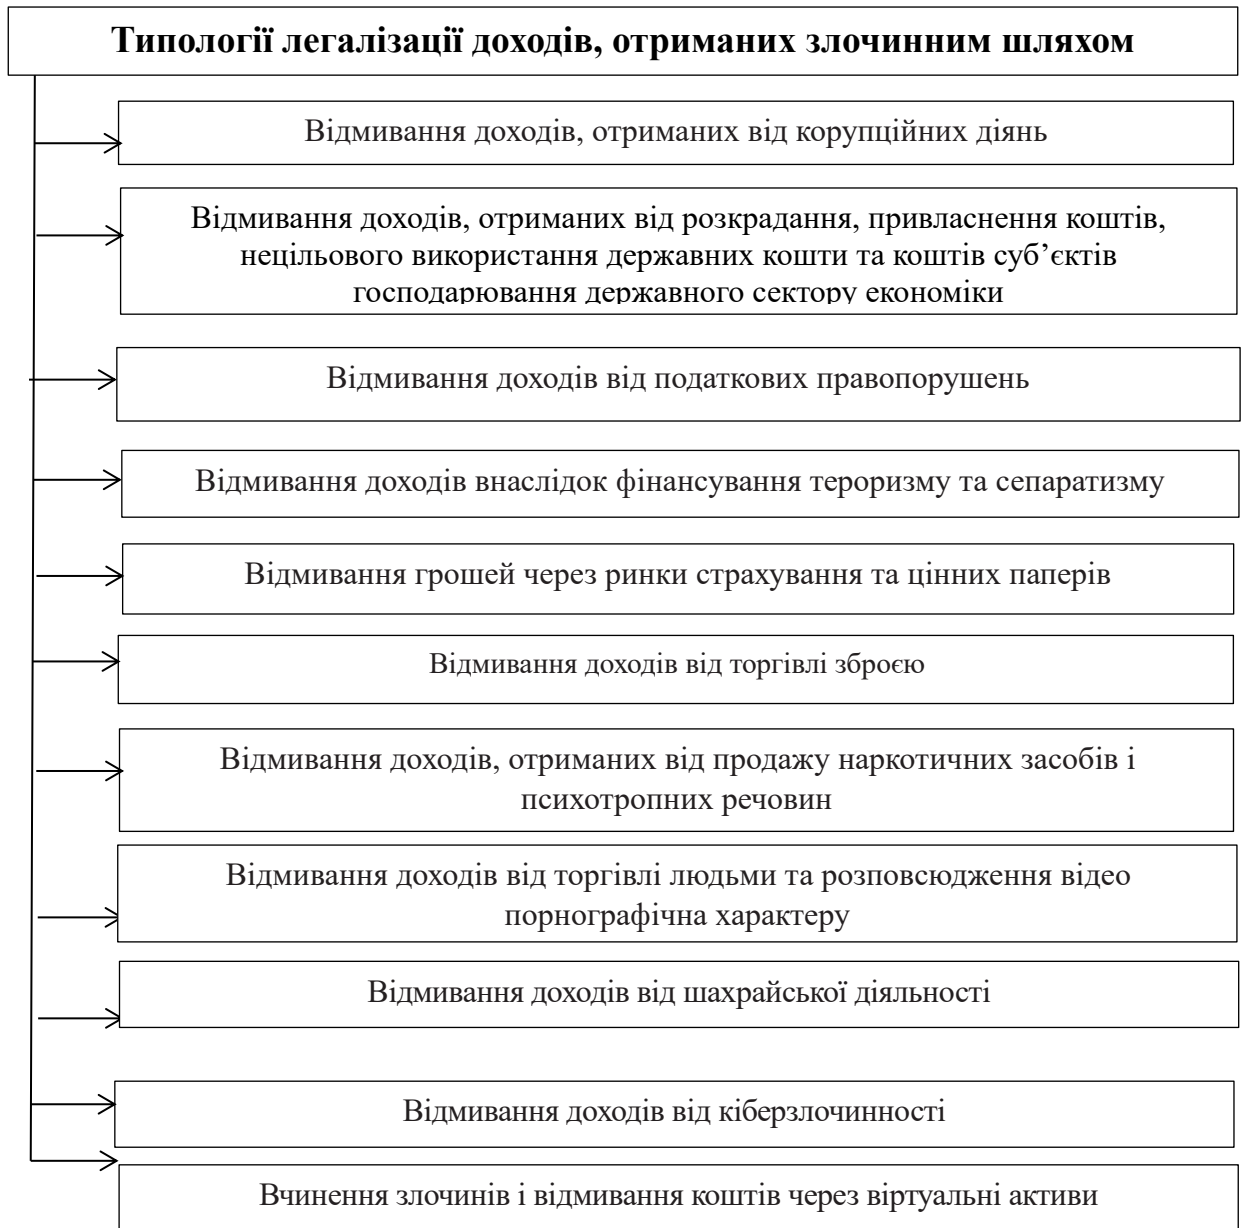 Типології легалізації доходів, отриманих злочинним шляхом
Відмивання доходів, отриманих від корупційних діянь
Відмивання доходів, отриманих від розкрадання, привласнення коштів,
нецільового використання державних кошти та коштів суб’єктів
господарювання державного сектору економіки
Відмивання доходів від податкових правопорушень
Відмивання доходів внаслідок фінансування тероризму та сепаратизму
Відмивання грошей через ринки страхування та цінних паперів
Відмивання доходів від торгівлі зброєю
Відмивання доходів, отриманих від продажу наркотичних засобів і
психотропних речовин
Відмивання доходів від торгівлі людьми та розповсюдження відео
порнографічна характеру
Відмивання доходів від шахрайської діяльності
Відмивання доходів від кіберзлочинності
Вчинення злочинів і відмивання коштів через віртуальні активи